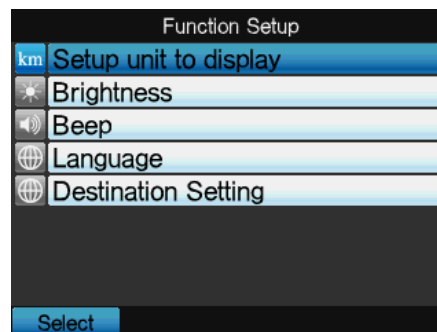 Function Setup
km Setup unit to display
Brightness
Beep
Language
Destination Setting
Select